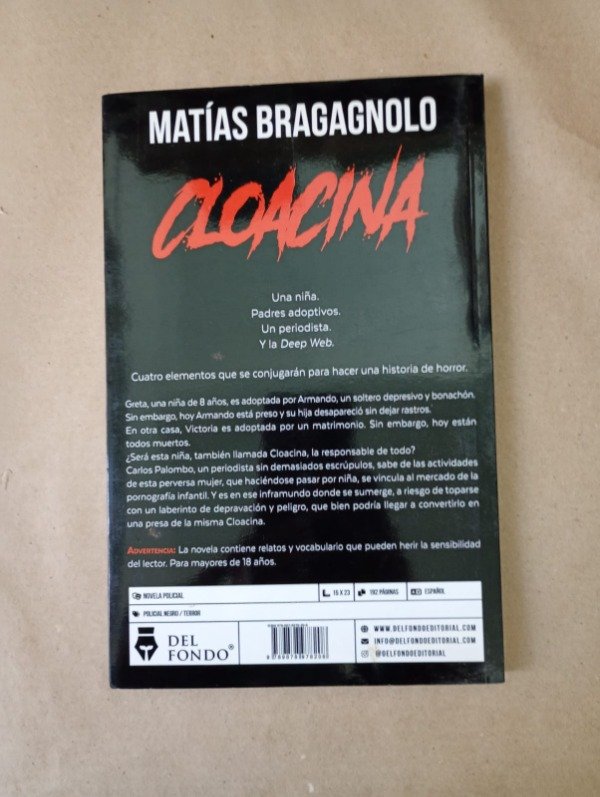 MATÍAS BRAGAGNOLO
CLOACINA
Una niña.
Padres adoptivos.
Un periodista.
Y la Deep Web.
Cuatro elementos que se conjugarán para hacer una historia de horror.
Greta, una niña de 8 años, es adoptada por Armando, un soltero depresivo y bonachón.
Sin embargo, hoy Armando está preso y su hija desapareció sin dejar rastros.
En otra casa, Victoria es adoptada por un matrimonio. Sin embargo, hoy están
todos muertos.
¿Será esta niña, también llamada Cloacina, la responsable de todo?
Carlos Palombo, un periodista sin demasiados escrúpulos, sabe de las actividades
de esta perversa mujer, que haciéndose pasar por niña, se vincula al mercado de la
pornografía infantil. Y es en ese inframundo donde se sumerge, a riesgo de toparse
con un laberinto de depravación y peligro, que bien podría llegar a convertirlo en
una presa de la misma Cloacina.
ADVERTENCIA: La novela contiene relatos y vocabulario que pueden herir la sensibilidad
del lector. Para mayores de 18 años.
NOVELA POLICIAL
16 X 23
192 PÁGINAS
ESPAÑOL
POLICIAL NEGRO / TERROR
DEL
FONDO®
WWW.DELFONDOEDITORIAL.COM
INFO@DELFONDOEDITORIAL.COM
@DELFONDOEDITORIAL